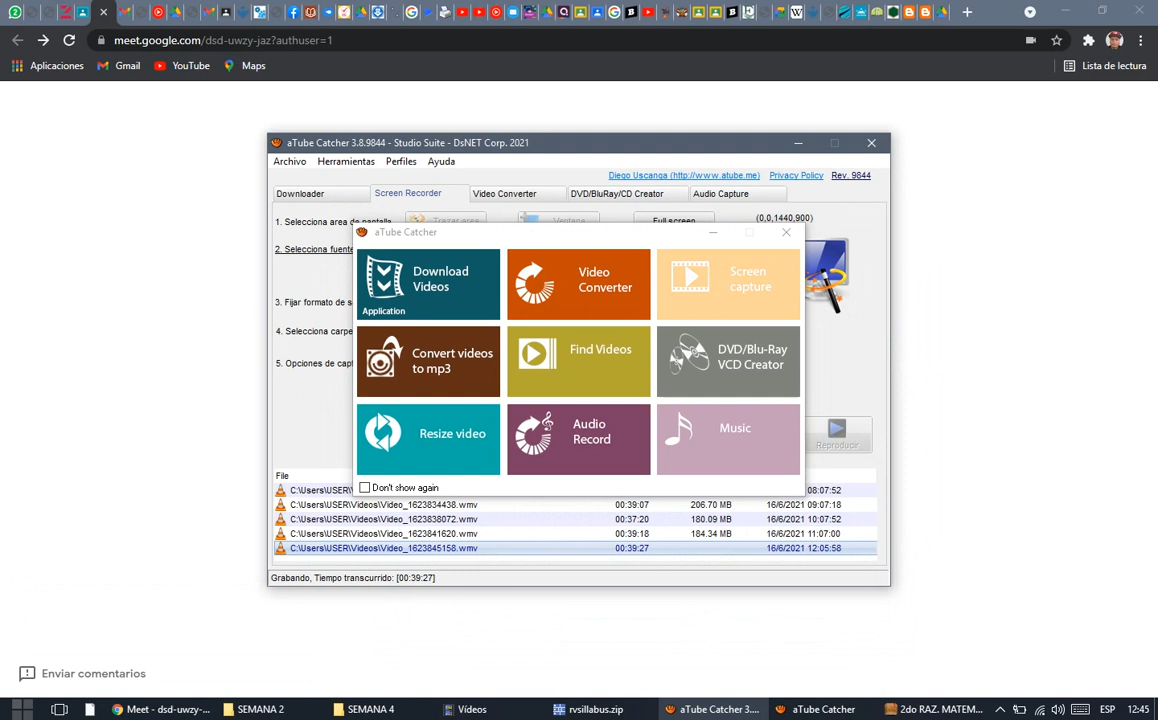 meet.google.com/dsd-uwzy-jaz?authuser=1
Aplicaciones
Gmail
YouTube
Maps
Lista de lectura
aTube Catcher 3.8.9844 - Studio Suite - DsNET Corp. 2021
Archivo Herramientas Perfiles Ayuda
Diego Uscanga (http://www.atube.me) Privacy Policy Rev. 9844
Downloader Screen Recorder Video Converter DVD/BluRay/CD Creator Audio Capture
1. Selecciona area de pantalla Trazar area Ventana Full screen (0,0,1440,900)
aTube Catcher
2. Selecciona fuente
3. Fijar formato de s
4. Selecciona carpe
5. Opciones de capt
Download Videos
Application
Video Converter
Screen capture
Convert videos to mp3
Find Videos
DVD/Blu-Ray VCD Creator
Resize video
Audio Record
Music
Reproducir
Don't show again
File
C:\Users\USER\ 08:07:52
C:\Users\USER\Videos\Video_1623834438.wmv 00:39:07 206.70 MB 16/6/2021 09:07:18
C:\Users\USER\Videos\Video_1623838072.wmv 00:37:20 180.09 MB 16/6/2021 10:07:52
C:\Users\USER\Videos\Video_1623841620.wmv 00:39:18 184.34 MB 16/6/2021 11:07:00
C:\Users\USER\Videos\Video_1623845158.wmv 00:39:27 16/6/2021 12:05:58
Grabando, Tiempo transcurrido: [00:39:27]
Enviar comentarios
Meet - dsd-uwzy-... SEMANA 2 SEMANA 4 Vídeos rvsillabus.zip aTube Catcher 3.... aTube Catcher 2do RAZ. MATEM... ESP 12:45